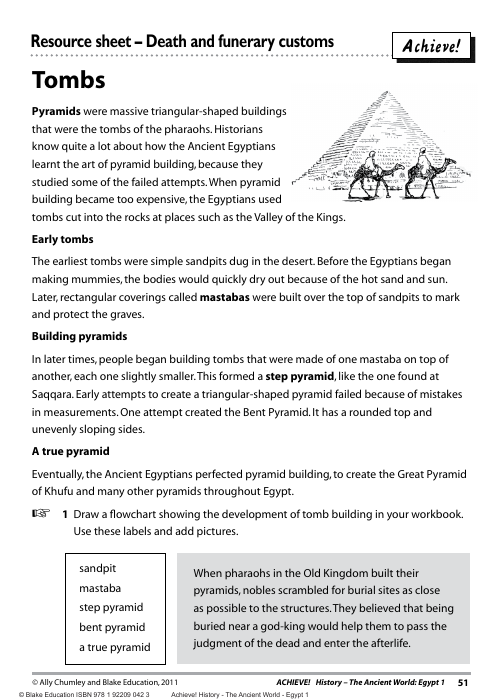 Resource sheet – Death and funerary customs
Achieve!
Tombs
Pyramids were massive triangular-shaped buildings
that were the tombs of the pharaohs. Historians
know quite a lot about how the Ancient Egyptians
learnt the art of pyramid building, because they
studied some of the failed attempts. When pyramid
building became too expensive, the Egyptians used
tombs cut into the rocks at places such as the Valley of the Kings.
Early tombs
The earliest tombs were simple sandpits dug in the desert. Before the Egyptians began
making mummies, the bodies would quickly dry out because of the hot sand and sun.
Later, rectangular coverings called mastabas were built over the top of sandpits to mark
and protect the graves.
Building pyramids
In later times, people began building tombs that were made of one mastaba on top of
another, each one slightly smaller. This formed a step pyramid, like the one found at
Saqqara. Early attempts to create a triangular-shaped pyramid failed because of mistakes
in measurements. One attempt created the Bent Pyramid. It has a rounded top and
unevenly sloping sides.
A true pyramid
Eventually, the Ancient Egyptians perfected pyramid building, to create the Great Pyramid
of Khufu and many other pyramids throughout Egypt.
1 Draw a flowchart showing the development of tomb building in your workbook.
Use these labels and add pictures.
sandpit
mastaba
step pyramid
bent pyramid
a true pyramid
When pharaohs in the Old Kingdom built their
pyramids, nobles scrambled for burial sites as close
as possible to the structures. They believed that being
buried near a god-king would help them to pass the
judgment of the dead and enter the afterlife.
© Ally Chumley and Blake Education, 2011
ACHIEVE! History – The Ancient World: Egypt 1 51
© Blake Education ISBN 978 1 92209 042 3 Achieve! History - The Ancient World - Egypt 1